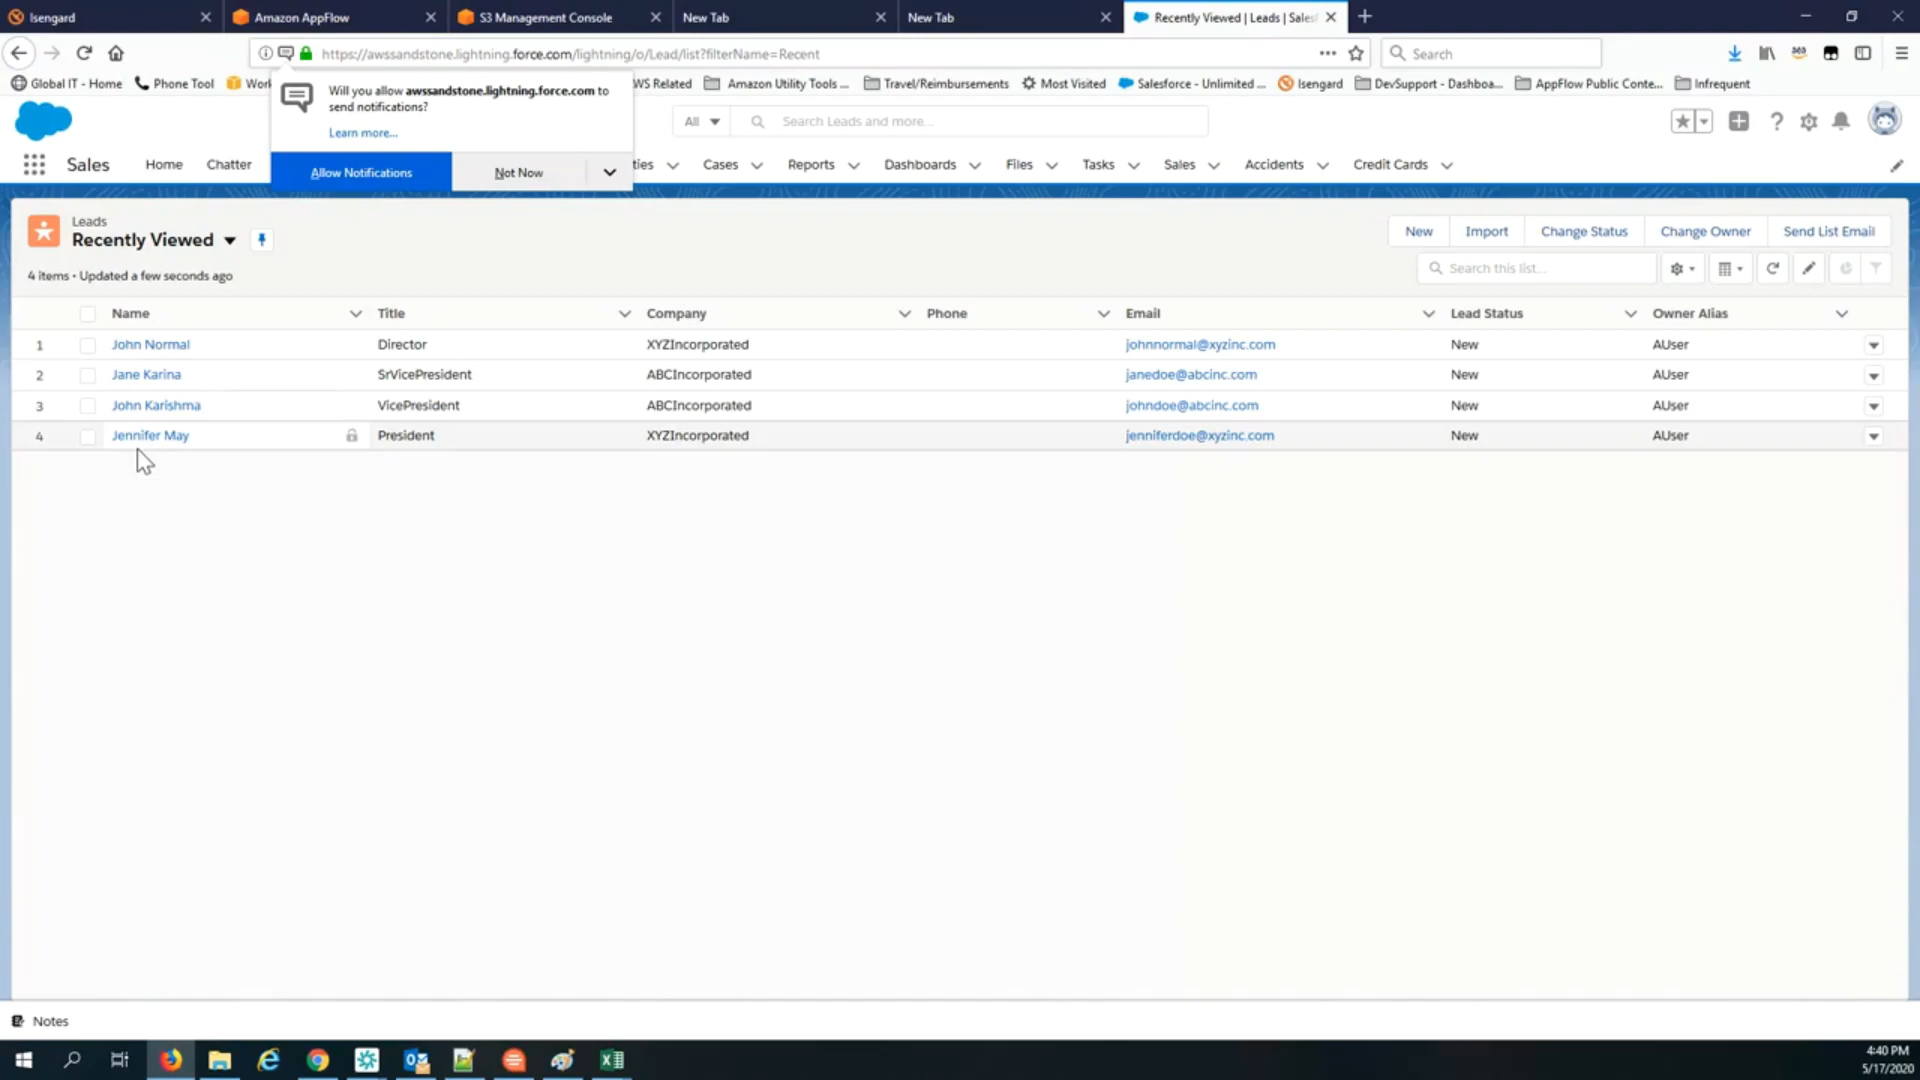 Isengard
Amazon AppFlow
S3 Management Console
New Tab
New Tab
Recently Viewed | Leads | Sales
https://awssandstone.lightning.force.com/lightning/o/Lead/list?filterName=Recent
Search
Global IT - Home
Phone Tool
Work
WS Related
Amazon Utility Tools ...
Travel/Reimbursements
Most Visited
Salesforce - Unlimited ...
Isengard
DevSupport - Dashboa...
AppFlow Public Conte...
Infrequent
Will you allow awssandstone.lightning.force.com to
send notifications?
Learn more...
Allow Notifications
Not Now
All
Search Leads and more...
Sales
Home
Chatter
ties
Cases
Reports
Dashboards
Files
Tasks
Sales
Accidents
Credit Cards
Leads
Recently Viewed
New
Import
Change Status
Change Owner
Send List Email
4 items • Updated a few seconds ago
Search this list...
Name Title Company Phone Email Lead Status Owner Alias
1 John Normal Director XYZIncorporated johnnormal@xyzinc.com New AUser
2 Jane Karina SrVicePresident ABCIncorporated janedoe@abcinc.com New AUser
3 John Karishma VicePresident ABCIncorporated johndoe@abcinc.com New AUser
4 Jennifer May President XYZIncorporated jenniferdoe@xyzinc.com New AUser
Notes
4:40 PM
5/17/2020